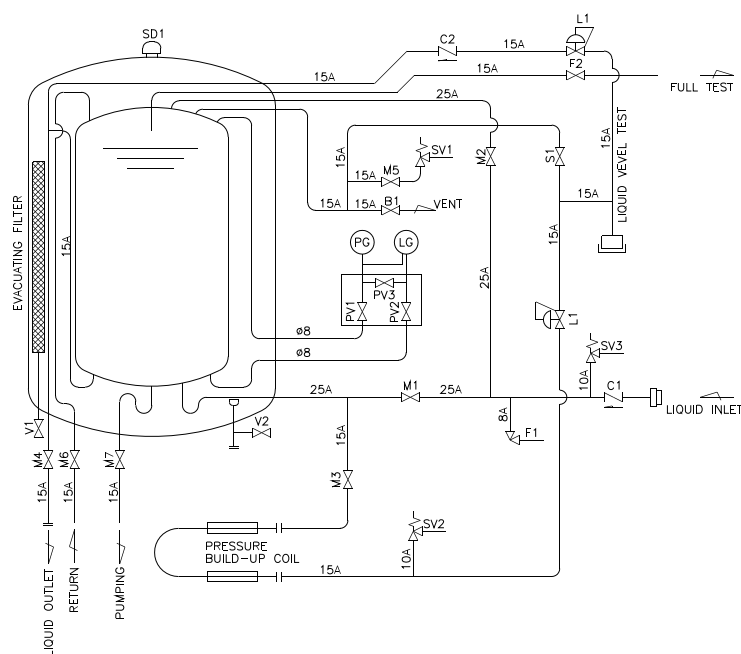 SD1
C2
15A
L1
15A
15A
F2
FULL TEST
25A
15A
M2
S1
15A
LIQUID VEVEL TEST
SV1
M5
15A
15A
15A
B1
VENT
15A
15A
EVACUATING FILTER
15A
PG
LG
25A
PV3
PV1
PV2
L1
ø8
ø8
SV3
10A
C1
LIQUID INLET
25A
M1
25A
8A
F1
V1
V2
15A
M4
M6
M7
M3
15A
15A
15A
SV2
10A
PRESSURE
BUILD-UP COIL
15A
LIQUID OUTLET
RETURN
PUMPING